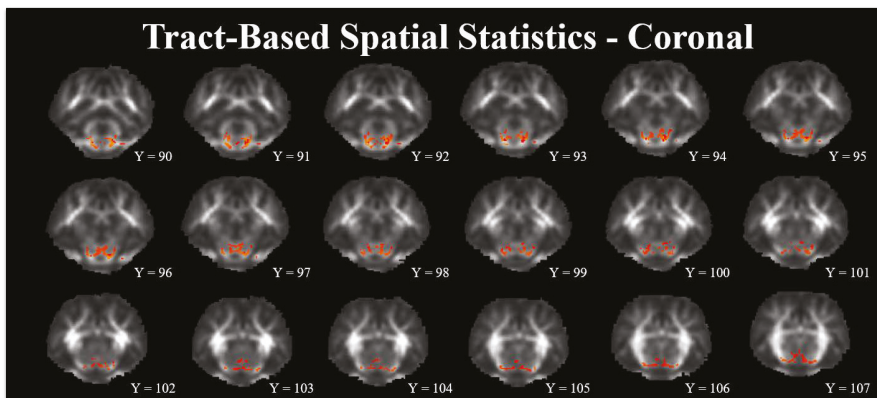 Tract-Based Spatial Statistics - Coronal
Y = 90 Y = 91 Y = 92 Y = 93 Y = 94 Y = 95
Y = 96 Y = 97 Y = 98 Y = 99 Y = 100 Y = 101
Y = 102 Y = 103 Y = 104 Y = 105 Y = 106 Y = 107